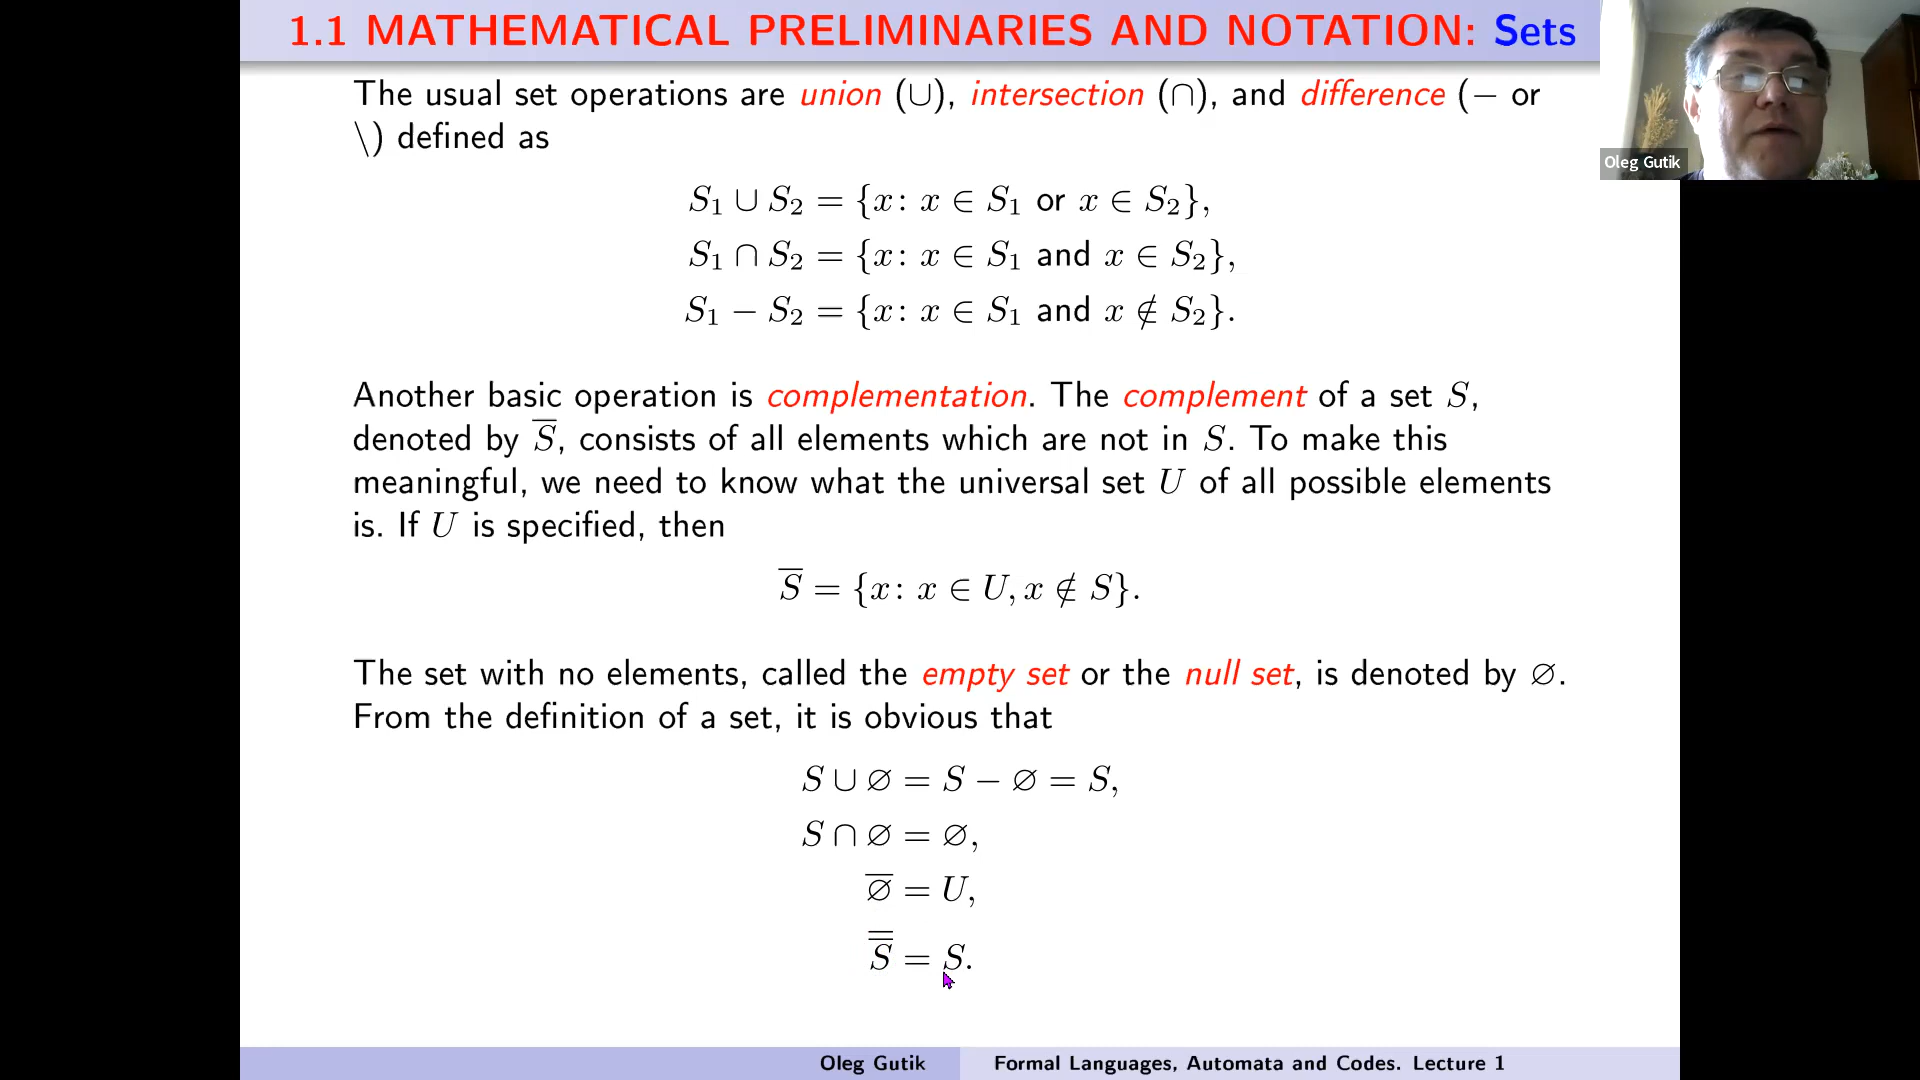 1.1 MATHEMATICAL PRELIMINARIES AND NOTATION: Sets
The usual set operations are union (∪), intersection (∩), and difference (− or
\) defined as
S₁ ∪ S₂ = {x: x ∈ S₁ or x ∈ S₂},
S₁ ∩ S₂ = {x: x ∈ S₁ and x ∈ S₂},
S₁ − S₂ = {x: x ∈ S₁ and x ∉ S₂}.
Another basic operation is complementation. The complement of a set S,
denoted by S̅, consists of all elements which are not in S. To make this
meaningful, we need to know what the universal set U of all possible elements
is. If U is specified, then
S̅ = {x: x ∈ U, x ∉ S}.
The set with no elements, called the empty set or the null set, is denoted by ∅.
From the definition of a set, it is obvious that
S ∪ ∅ = S − ∅ = S,
S ∩ ∅ = ∅,
∅̅ = U,
S̿ = S.
Oleg Gutik
Oleg Gutik Formal Languages, Automata and Codes. Lecture 1